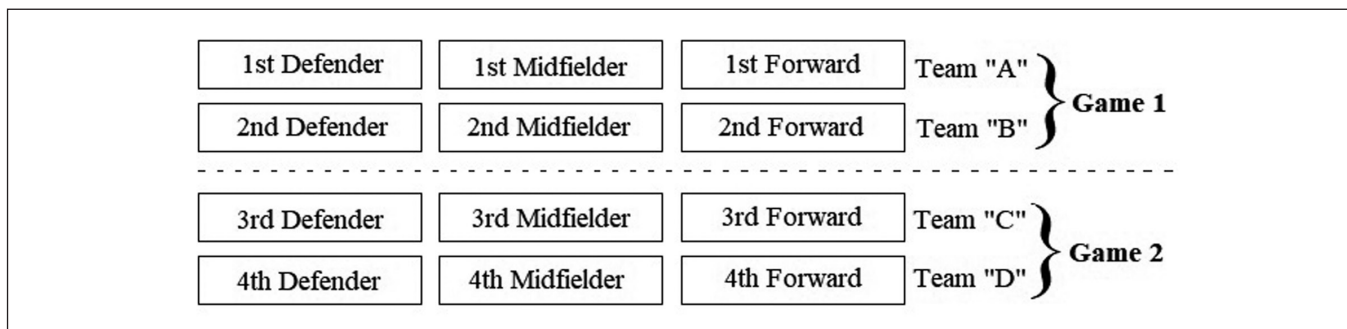 1st Defender 1st Midfielder 1st Forward Team "A"
Game 1
2nd Defender 2nd Midfielder 2nd Forward Team "B"
3rd Defender 3rd Midfielder 3rd Forward Team "C"
Game 2
4th Defender 4th Midfielder 4th Forward Team "D"